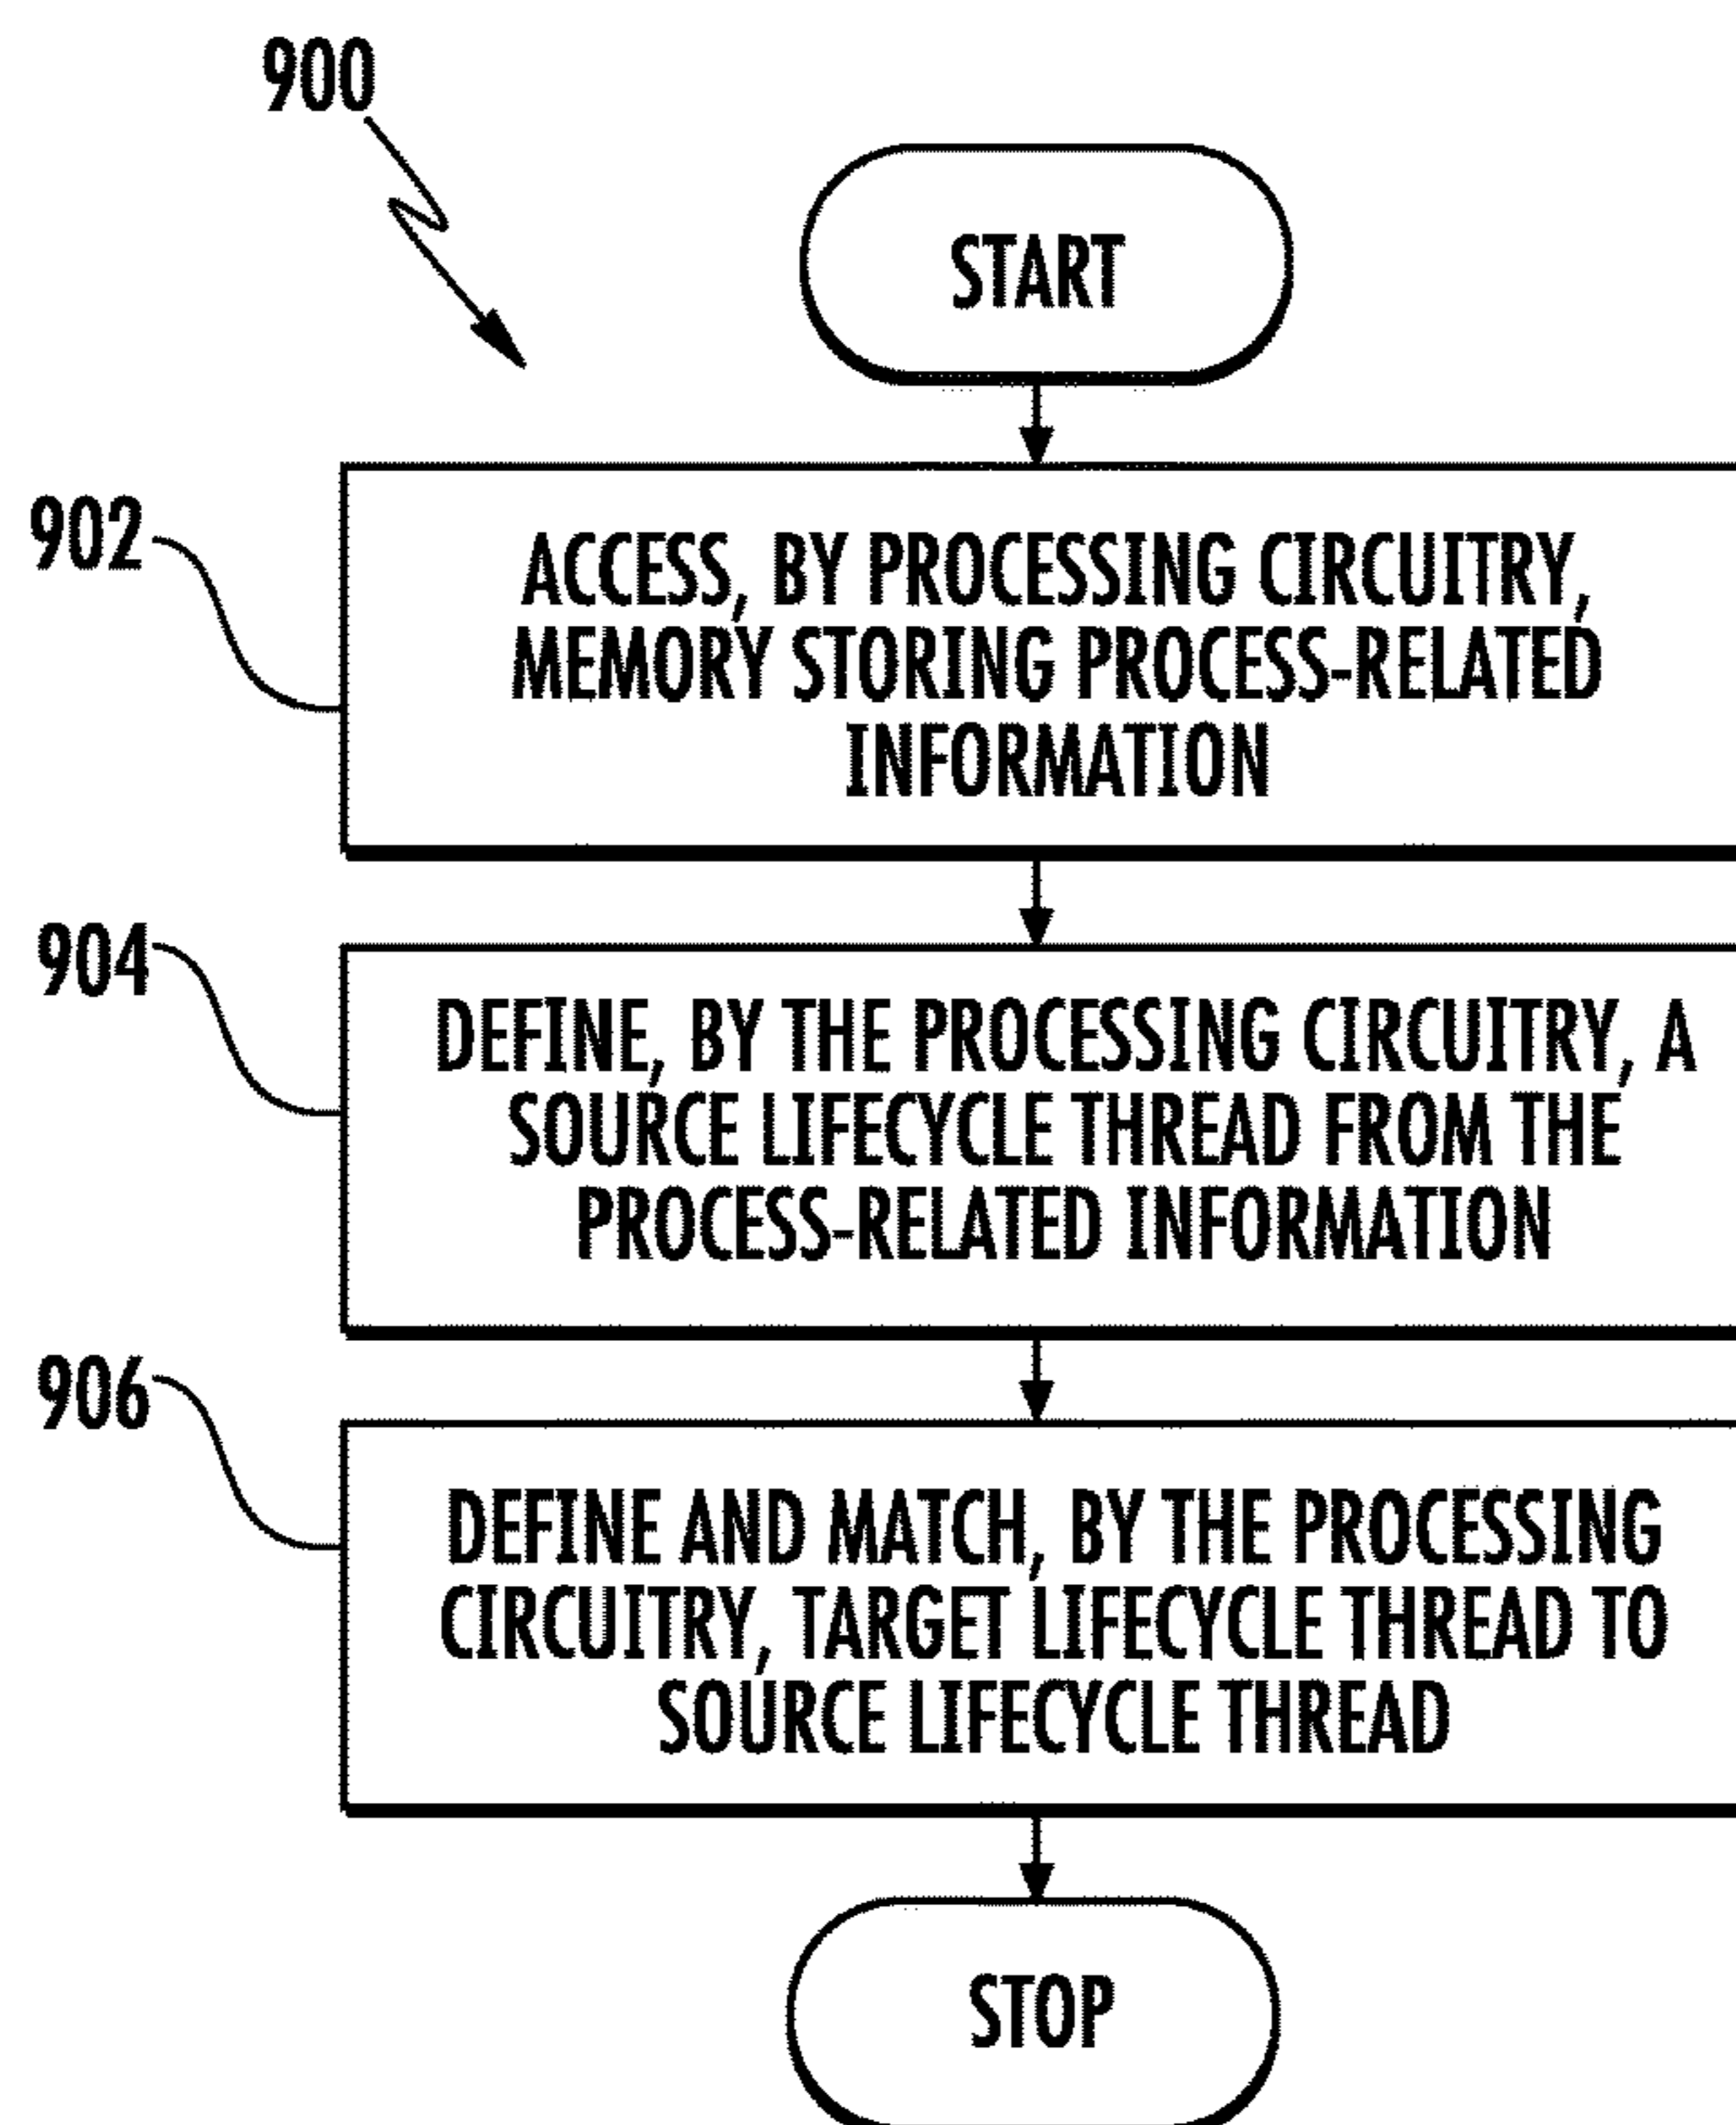 900
START
902
ACCESS, BY PROCESSING CIRCUITRY,
MEMORY STORING PROCESS-RELATED
INFORMATION
904
DEFINE, BY THE PROCESSING CIRCUITRY, A
SOURCE LIFECYCLE THREAD FROM THE
PROCESS-RELATED INFORMATION
906
DEFINE AND MATCH, BY THE PROCESSING
CIRCUITRY, TARGET LIFECYCLE THREAD TO
SOURCE LIFECYCLE THREAD
STOP